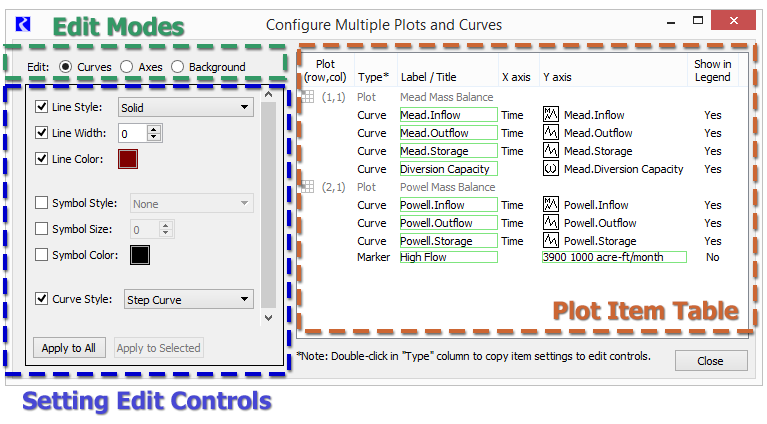 Edit Modes
Configure Multiple Plots and Curves
Edit: Curves Axes Background
Line Style: Solid
Line Width: 0
Line Color:
Symbol Style: None
Symbol Size: 0
Symbol Color:
Curve Style: Step Curve
Apply to All Apply to Selected
Setting Edit Controls
Plot (row,col) Type* Label / Title X axis Y axis Show in Legend
(1,1) Plot Mead Mass Balance
Curve Mead.Inflow Time Mead.Inflow Yes
Curve Mead.Outflow Time Mead.Outflow Yes
Curve Mead.Storage Time Mead.Storage Yes
Curve Diversion Capacity Mead.Diversion Capacity Yes
(2,1) Plot Powel Mass Balance
Curve Powell.Inflow Time Powell.Inflow Yes
Curve Powell.Outflow Time Powell.Outflow Yes
Curve Powell.Storage Time Powell.Storage Yes
Marker High Flow 3900 1000 acre-ft/month No
Plot Item Table
*Note: Double-click in "Type" column to copy item settings to edit controls.
Close